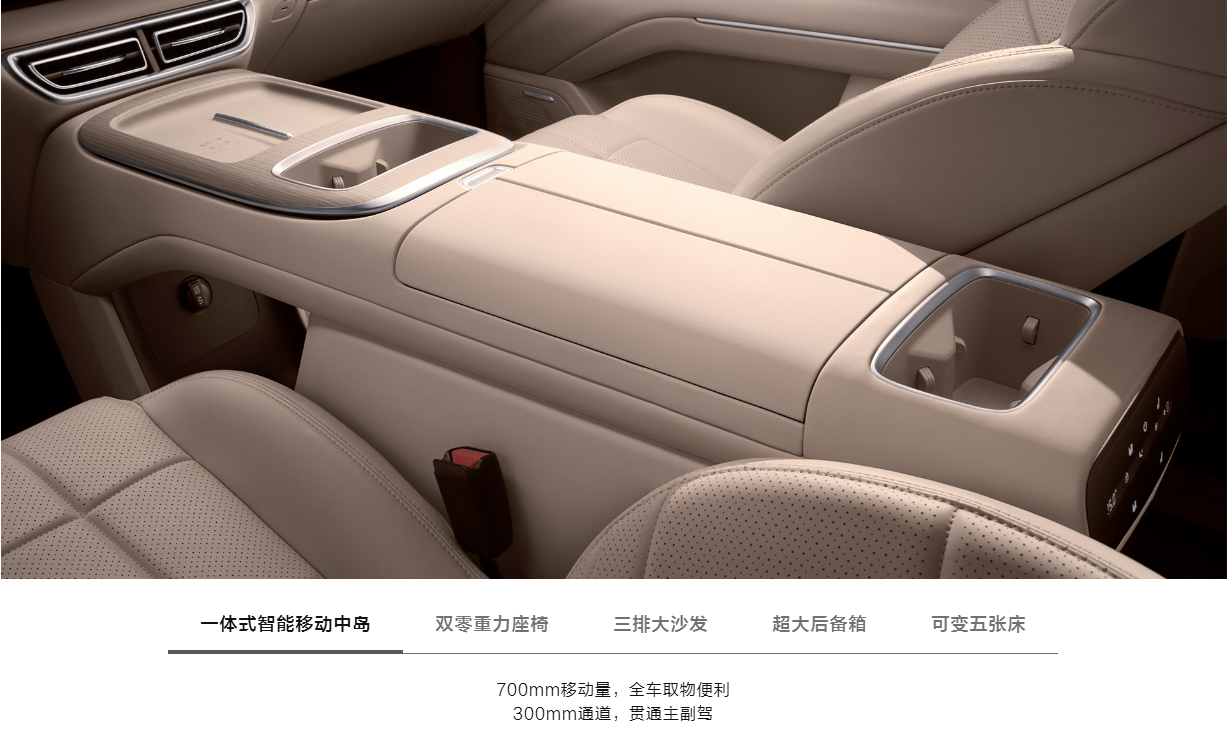 一体式智能移动中岛
双零重力座椅
三排大沙发
超大后备箱
可变五张床
700mm移动量，全车取物便利
300mm通道，贯通主副驾